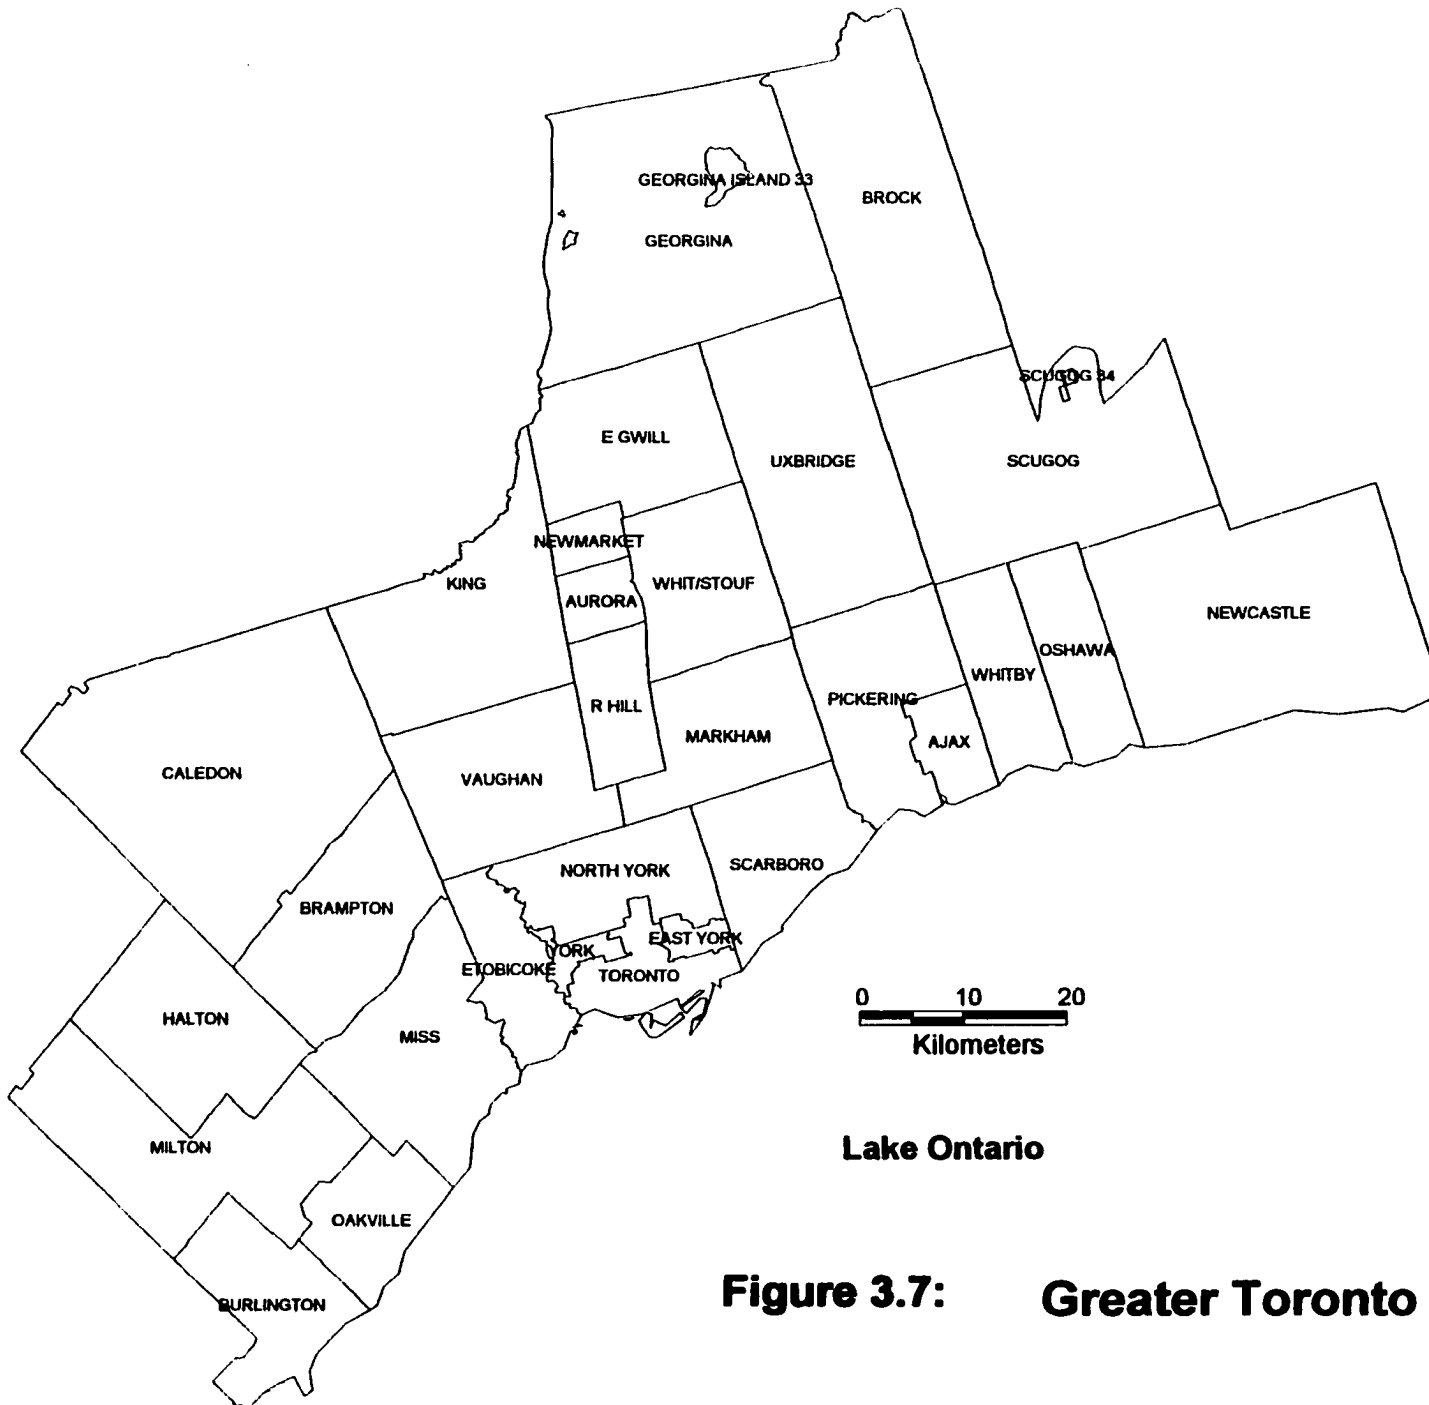 GEORGINA ISLAND 33
BROCK
GEORGINA
SCUGOG 34
E GWILL
UXBRIDGE
SCUGOG
NEWMARKET
KING
WHIT/STOUF
AURORA
NEWCASTLE
OSHAWA
WHITBY
PICKERING
R HILL
MARKHAM
AJAX
CALEDON
VAUGHAN
SCARBORO
NORTH YORK
BRAMPTON
EAST YORK
YORK
ETOBICOKE
TORONTO
0 10 20
Kilometers
HALTON
MISS
MILTON
Lake Ontario
OAKVILLE
BURLINGTON
Figure 3.7: Greater Toronto